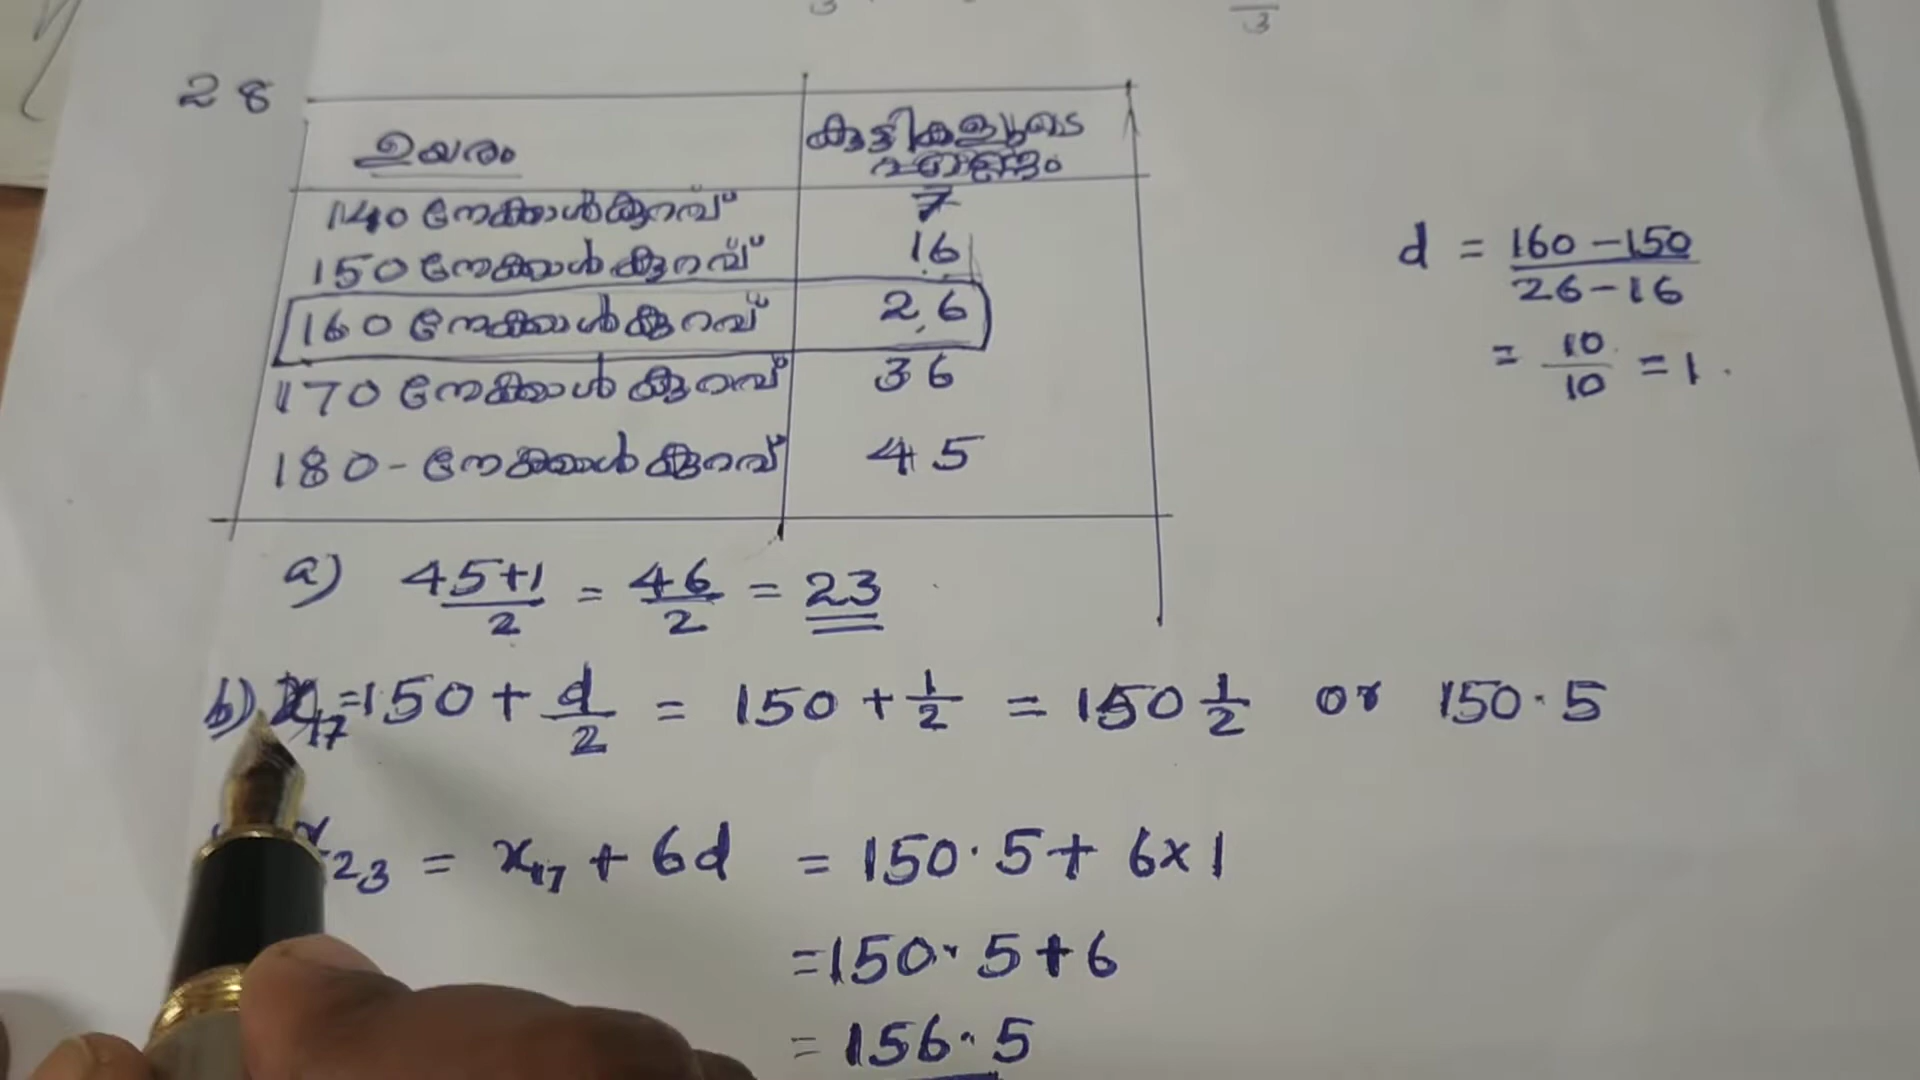 28
ഉയരം കുട്ടികളുടെ എണ്ണം
140 നേക്കാൾ കുറവ് 7
150 നേക്കാൾ കുറവ് 16
160 നേക്കാൾ കുറവ് 26
170 നേക്കാൾ കുറവ് 36
180 - നേക്കാൾ കുറവ് 45
d = 160 - 150 / 26 - 16
= 10 / 10 = 1.
a) 45+1 / 2 = 46 / 2 = 23
b) x17 = 150 + d/2 = 150 + 1/2 = 150 1/2 or 150.5
x23 = x17 + 6d = 150.5 + 6x1
= 150.5 + 6
= 156.5